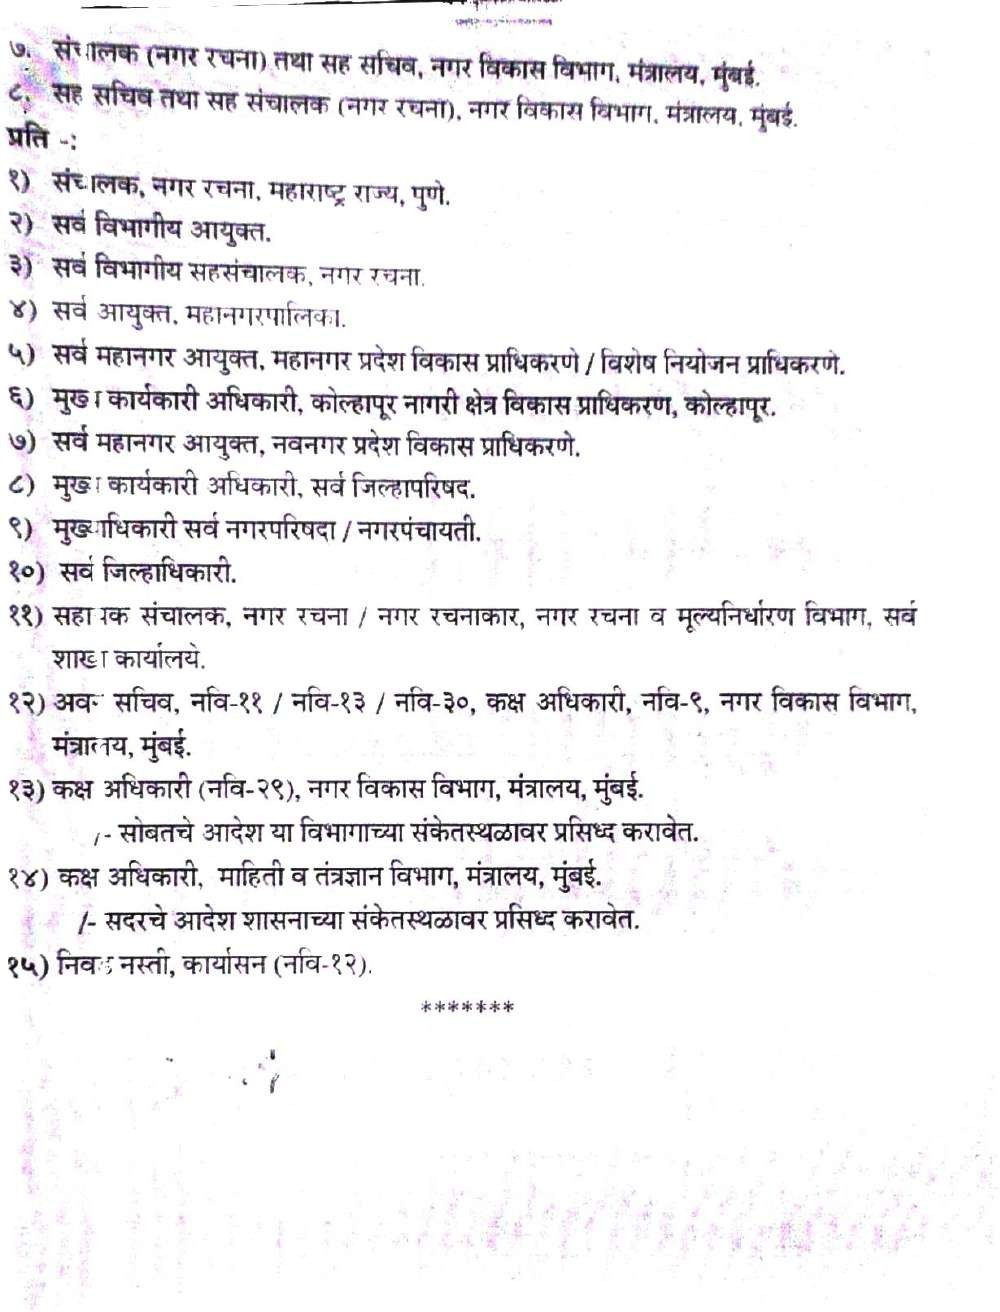 ७. संचालक (नगर रचना) तथा सह सचिव, नगर विकास विभाग, मंत्रालय, मुंबई.
८. सह सचिव तथा सह संचालक (नगर रचना), नगर विकास विभाग, मंत्रालय, मुंबई.
प्रति -:
१) संचालक, नगर रचना, महाराष्ट्र राज्य, पुणे.
२) सर्व विभागीय आयुक्त.
३) सर्व विभागीय सहसंचालक, नगर रचना.
४) सर्व आयुक्त, महानगरपालिका.
५) सर्व महानगर आयुक्त, महानगर प्रदेश विकास प्राधिकरणे / विशेष नियोजन प्राधिकरणे.
६) मुख्य कार्यकारी अधिकारी, कोल्हापूर नागरी क्षेत्र विकास प्राधिकरण, कोल्हापूर.
७) सर्व महानगर आयुक्त, नवनगर प्रदेश विकास प्राधिकरणे.
८) मुख्य कार्यकारी अधिकारी, सर्व जिल्हापरिषद.
९) मुख्याधिकारी सर्व नगरपरिषदा / नगरपंचायती.
१०) सर्व जिल्हाधिकारी.
११) सहायक संचालक, नगर रचना / नगर रचनाकार, नगर रचना व मूल्यनिर्धारण विभाग, सर्व
शाखा कार्यालये.
१२) अवर सचिव, नवि-११ / नवि-१३ / नवि-३०, कक्ष अधिकारी, नवि-९, नगर विकास विभाग,
मंत्रालय, मुंबई.
१३) कक्ष अधिकारी (नवि-२९), नगर विकास विभाग, मंत्रालय, मुंबई.
/- सोबतचे आदेश या विभागाच्या संकेतस्थळावर प्रसिध्द करावेत.
१४) कक्ष अधिकारी, माहिती व तंत्रज्ञान विभाग, मंत्रालय, मुंबई.
/- सदरचे आदेश शासनाच्या संकेतस्थळावर प्रसिध्द करावेत.
१५) निवड नस्ती, कार्यासन (नवि-१२).
*******